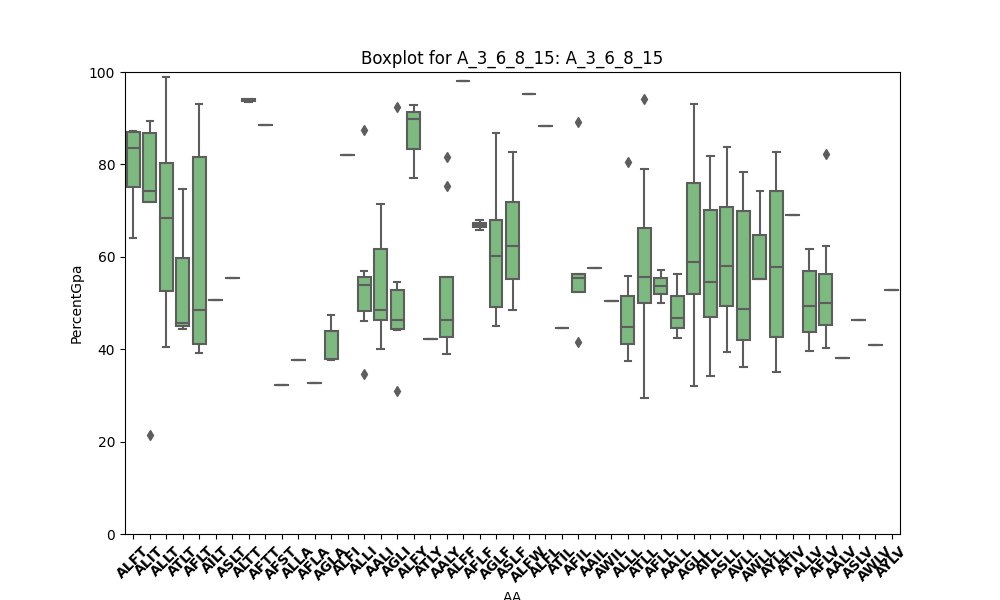 Boxplot for A_3_6_8_15: A_3_6_8_15
PercentGpa
100
80
60
40
20
0
ALFT
ALIT
ALLT
ATLT
AFLT
AILT
ASLT
ALTT
AFTT
AFST
ALLA
AFLA
AGLA
ALFI
ALLI
AALI
AGLI
ALFY
ATLY
AALY
ALFF
AFLF
AGLF
ASLF
ALFW
ALFL
ATIL
AFIL
AAIL
AWIL
ALLL
ATLL
AFLL
AALL
AGLL
AILL
ASLL
AVLL
AWLL
AYLL
ATIV
ALLV
AFLV
AALV
ASLV
AWLV
AYLV
AA